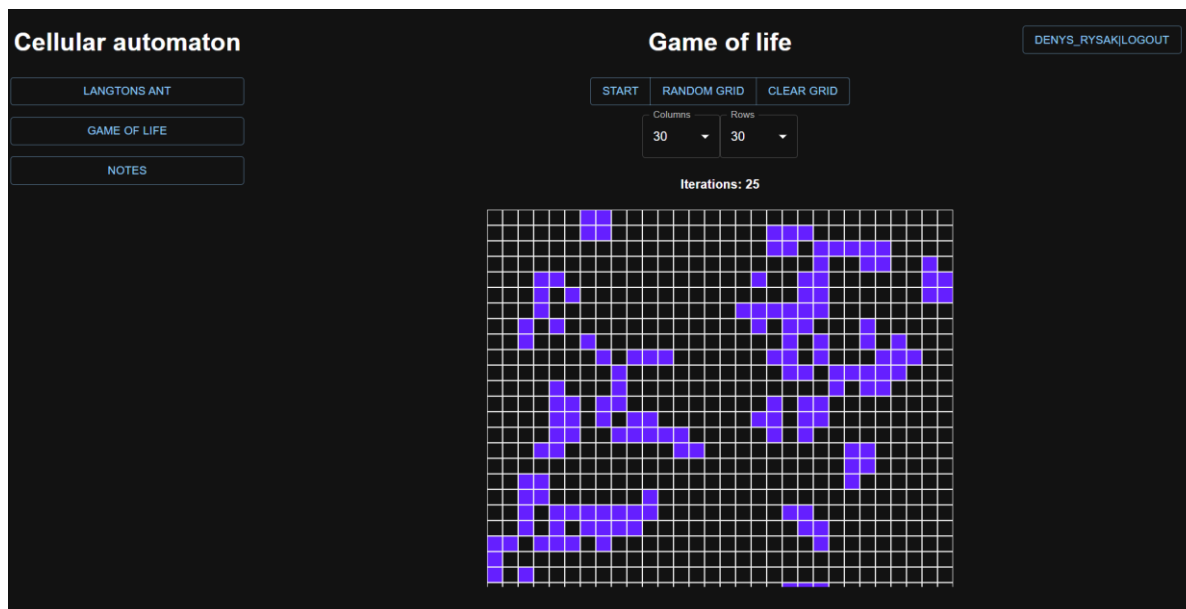 Cellular automaton
LANGTONS ANT
GAME OF LIFE
NOTES
Game of life
START
RANDOM GRID
CLEAR GRID
Columns
30
Rows
30
Iterations: 25
DENYS_RYSAK|LOGOUT